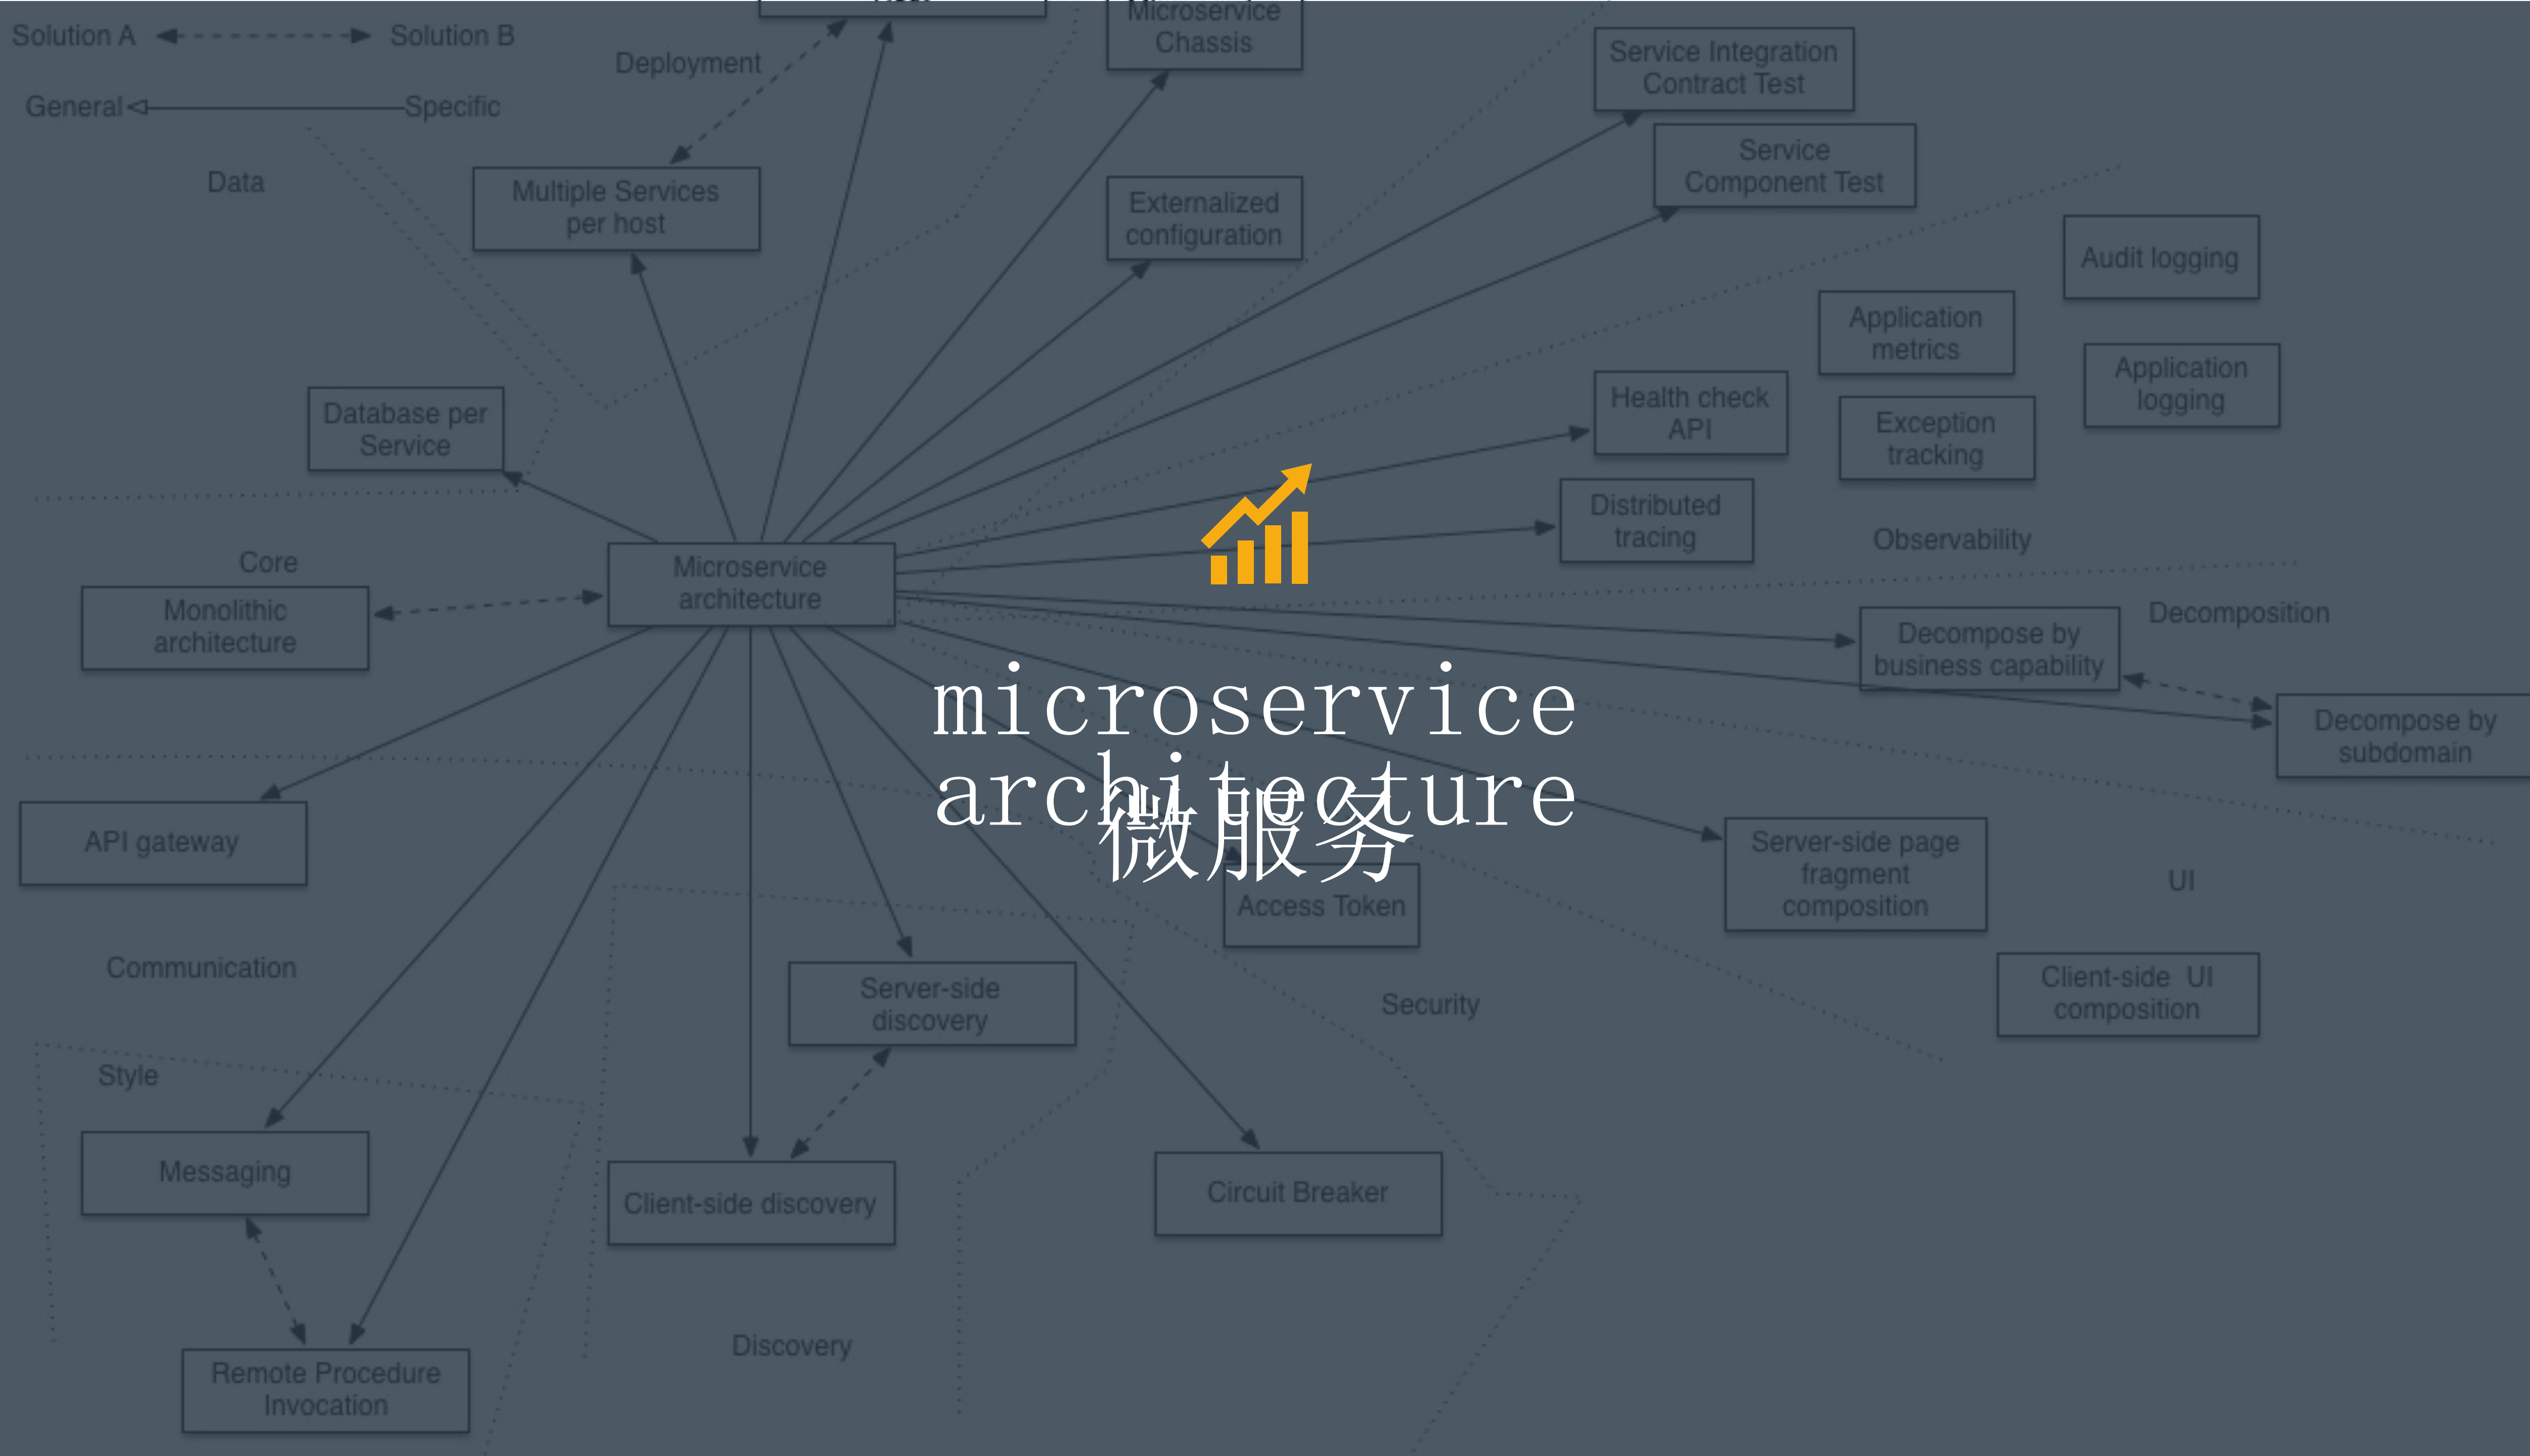 Microservice
Chassis
Solution A
Solution B
Deployment
Service Integration
Contract Test
General
Specific
Data
Multiple Services
per host
Service
Component Test
Externalized
configuration
Audit logging
Application
metrics
Application
logging
Database per
Service
Health check
API
Exception
tracking
Distributed
tracing
Observability
Core
Microservice
architecture
Monolithic
architecture
Decomposition
Decompose by
business capability
Decompose by
subdomain
microservice
architecture
微服务
API gateway
Access Token
Server-side page
fragment
composition
UI
Communication
Server-side
discovery
Security
Client-side UI
composition
Style
Messaging
Client-side discovery
Circuit Breaker
Discovery
Remote Procedure
Invocation